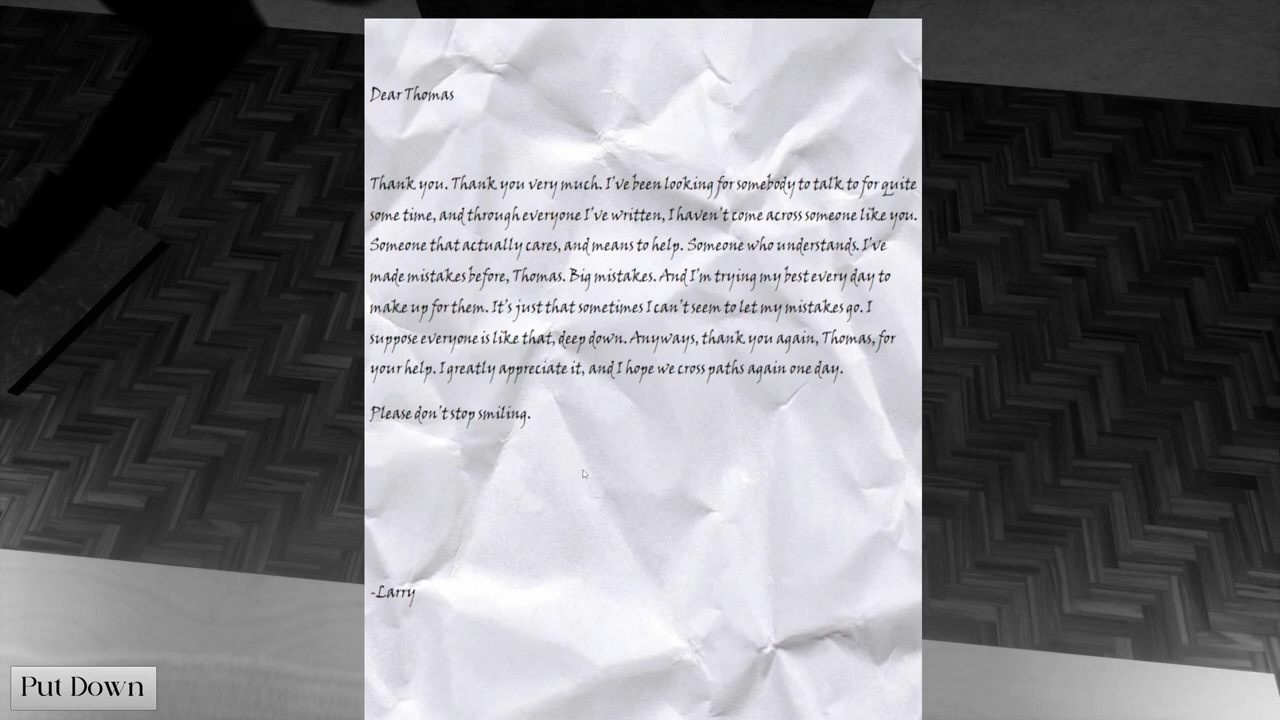 Dear Thomas
Thank you. Thank you very much. I've been looking for somebody to talk to for quite
some time, and through everyone I've written, I haven't come across someone like you.
Someone that actually cares, and means to help. Someone who understands. I've
made mistakes before, Thomas. Big mistakes. And I'm trying my best every day to
make up for them. It's just that sometimes I can't seem to let my mistakes go. I
suppose everyone is like that, deep down. Anyways, thank you again, Thomas, for
your help. I greatly appreciate it, and I hope we cross paths again one day.
Please don't stop smiling.
-Larry
Put Down